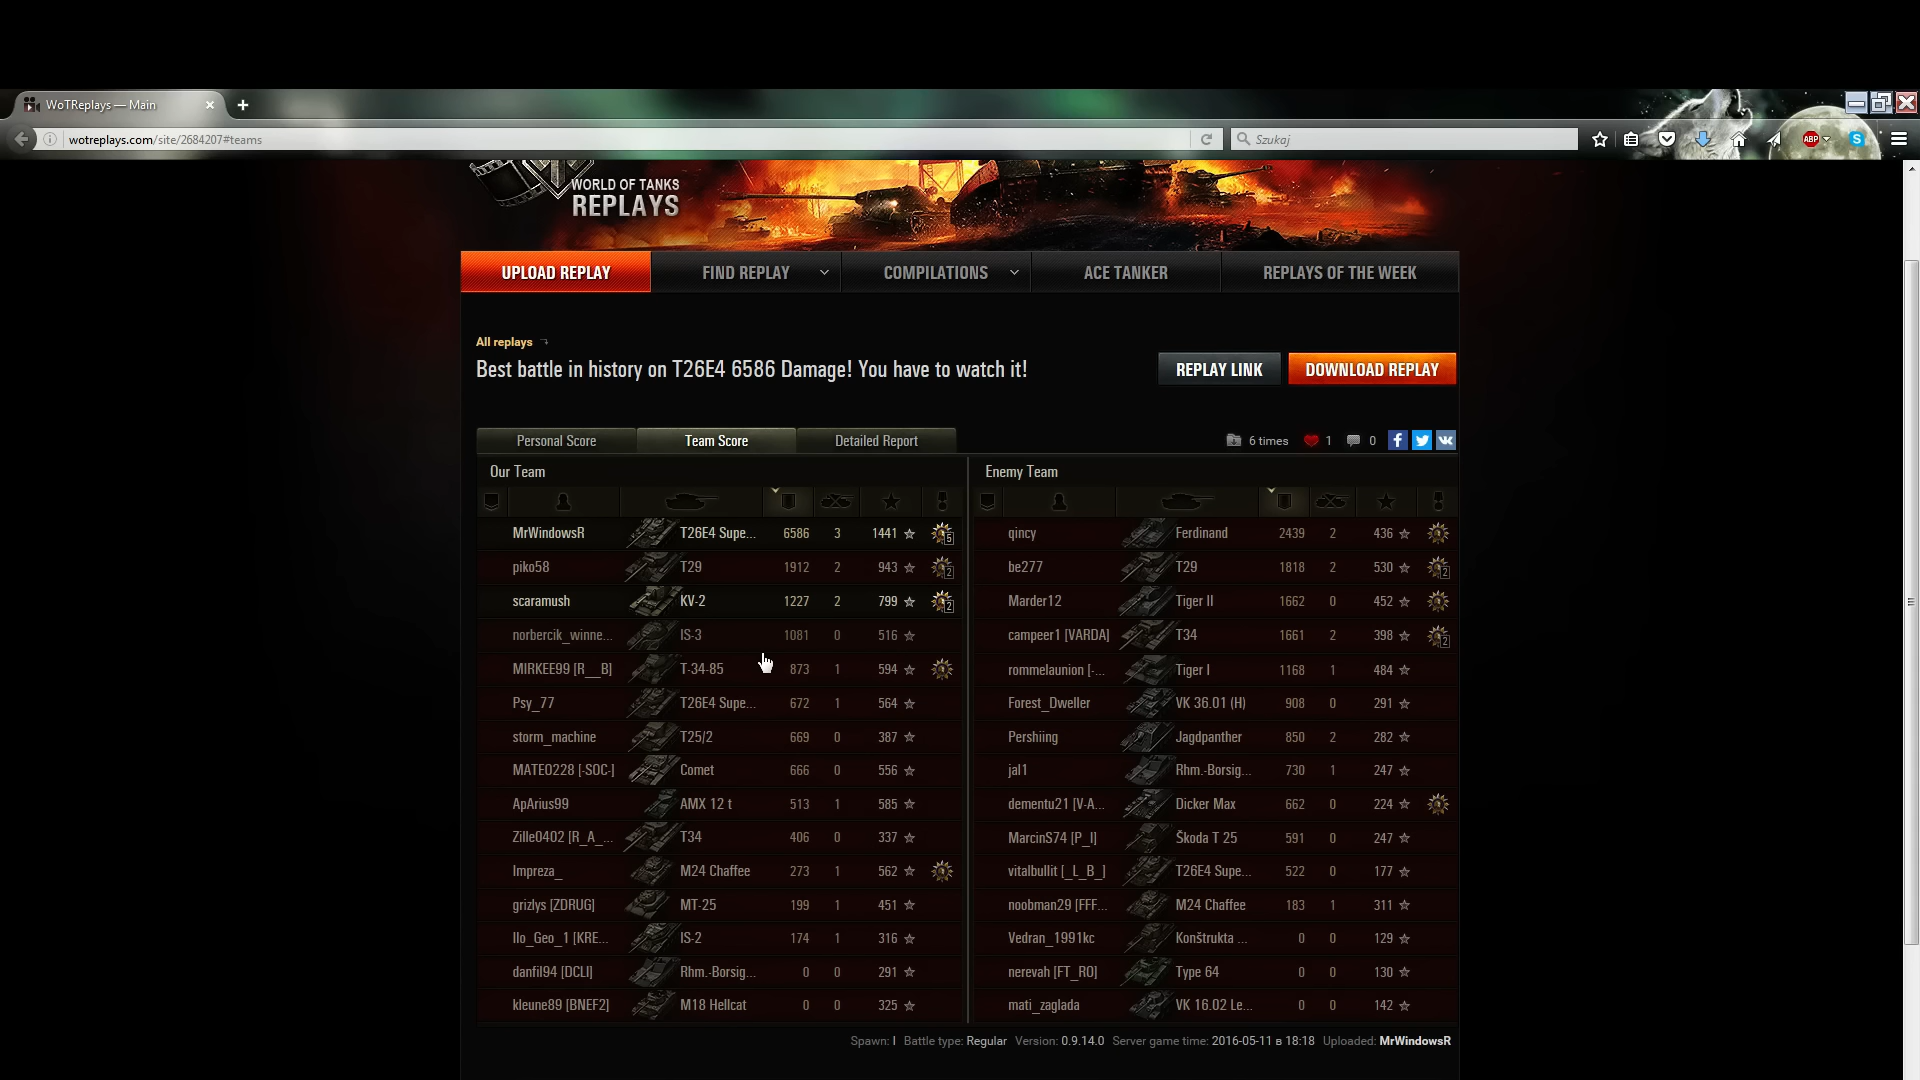 WoTReplays — Main
wotreplays.com/site/2684207#teams
Szukaj
ABP
WORLD OF TANKS
REPLAYS
UPLOAD REPLAY FIND REPLAY COMPILATIONS ACE TANKER REPLAYS OF THE WEEK
All replays
Best battle in history on T26E4 6586 Damage! You have to watch it!
REPLAY LINK DOWNLOAD REPLAY
Personal Score Team Score Detailed Report 6 times 1 0
Our Team
MrWindowsR T26E4 Supe... 6586 3 1441 5
piko58 T29 1912 2 943 2
scaramush KV-2 1227 2 799 2
norbercik_winne... IS-3 1081 0 516
MIRKEE99 [R__B] T-34-85 873 1 594
Psy_77 T26E4 Supe... 672 1 564
storm_machine T25/2 669 0 387
MATEO228 [-SOC-] Comet 666 0 556
ApArius99 AMX 12 t 513 1 585
Zille0402 [R_A_... T34 406 0 337
Impreza_ M24 Chaffee 273 1 562
grizlys [ZDRUG] MT-25 199 1 451
Ilo_Geo_1 [KRE... IS-2 174 1 316
danfil94 [DCLI] Rhm.-Borsig... 0 0 291
kleune89 [BNEF2] M18 Hellcat 0 0 325
Enemy Team
qincy Ferdinand 2439 2 436
be277 T29 1818 2 530 2
Marder12 Tiger II 1662 0 452
campeer1 [VARDA] T34 1661 2 398 2
rommelaunion [-... Tiger I 1168 1 484
Forest_Dweller VK 36.01 (H) 908 0 291
Pershiing Jagdpanther 850 2 282
jal1 Rhm.-Borsig... 730 1 247
dementu21 [V-A... Dicker Max 662 0 224
MarcinS74 [P_I] Škoda T 25 591 0 247
vitalbullit [_L_B_] T26E4 Supe... 522 0 177
noobman29 [FFF... M24 Chaffee 183 1 311
Vedran_1991kc Konštrukta ... 0 0 129
nerevah [FT_RO] Type 64 0 0 130
mati_zaglada VK 16.02 Le... 0 0 142
Spawn: I Battle type: Regular Version: 0.9.14.0 Server game time: 2016-05-11 в 18:18 Uploaded: MrWindowsR